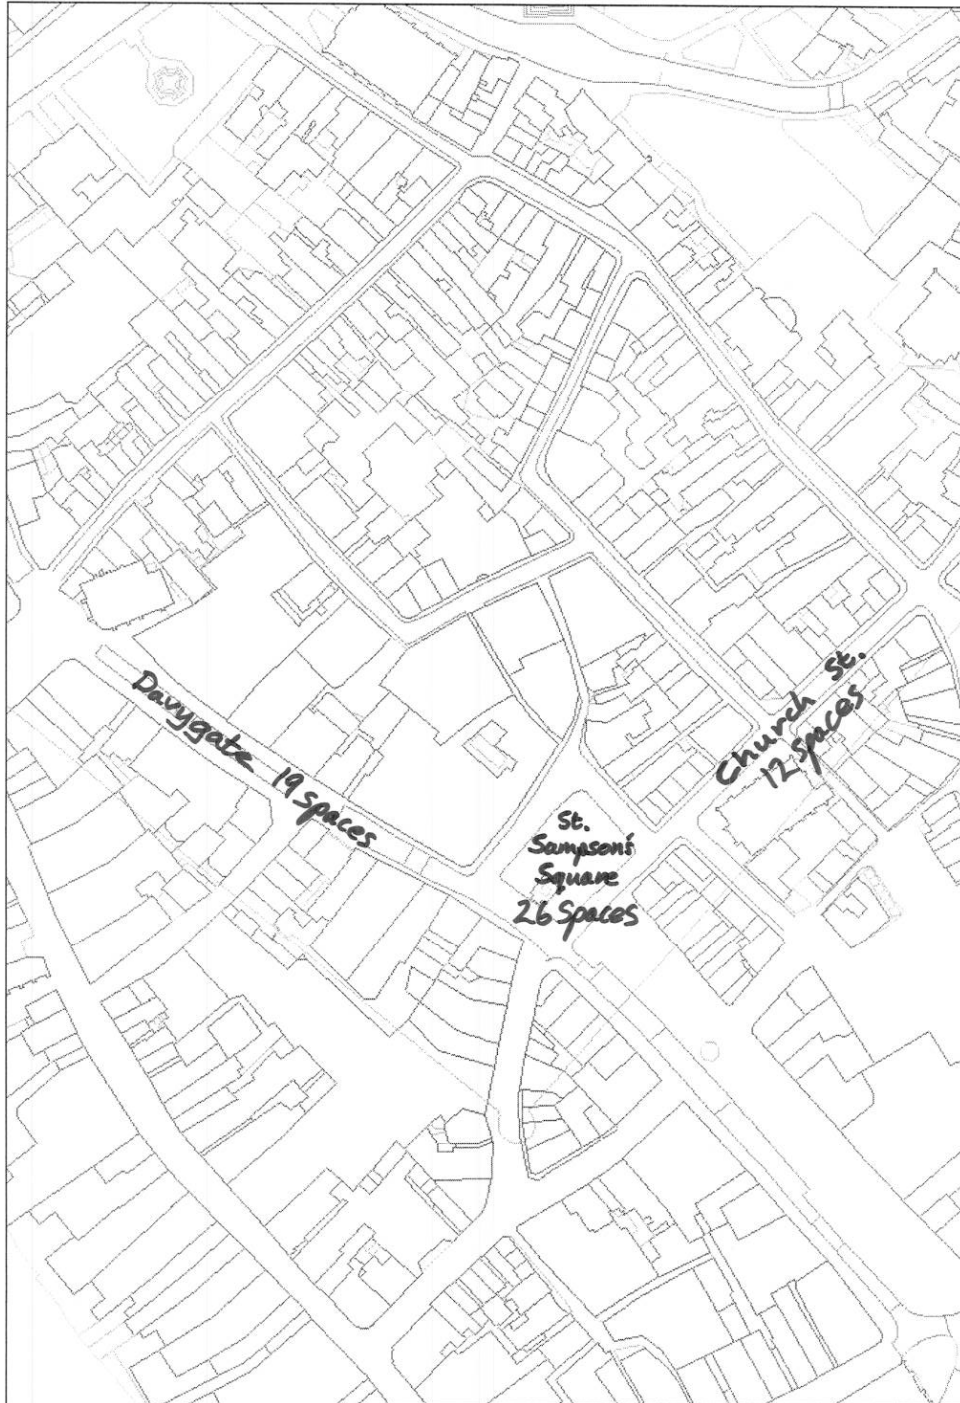 Davygate 19 spaces
Church St.
12 spaces
St.
Sampson's
Square
26 Spaces